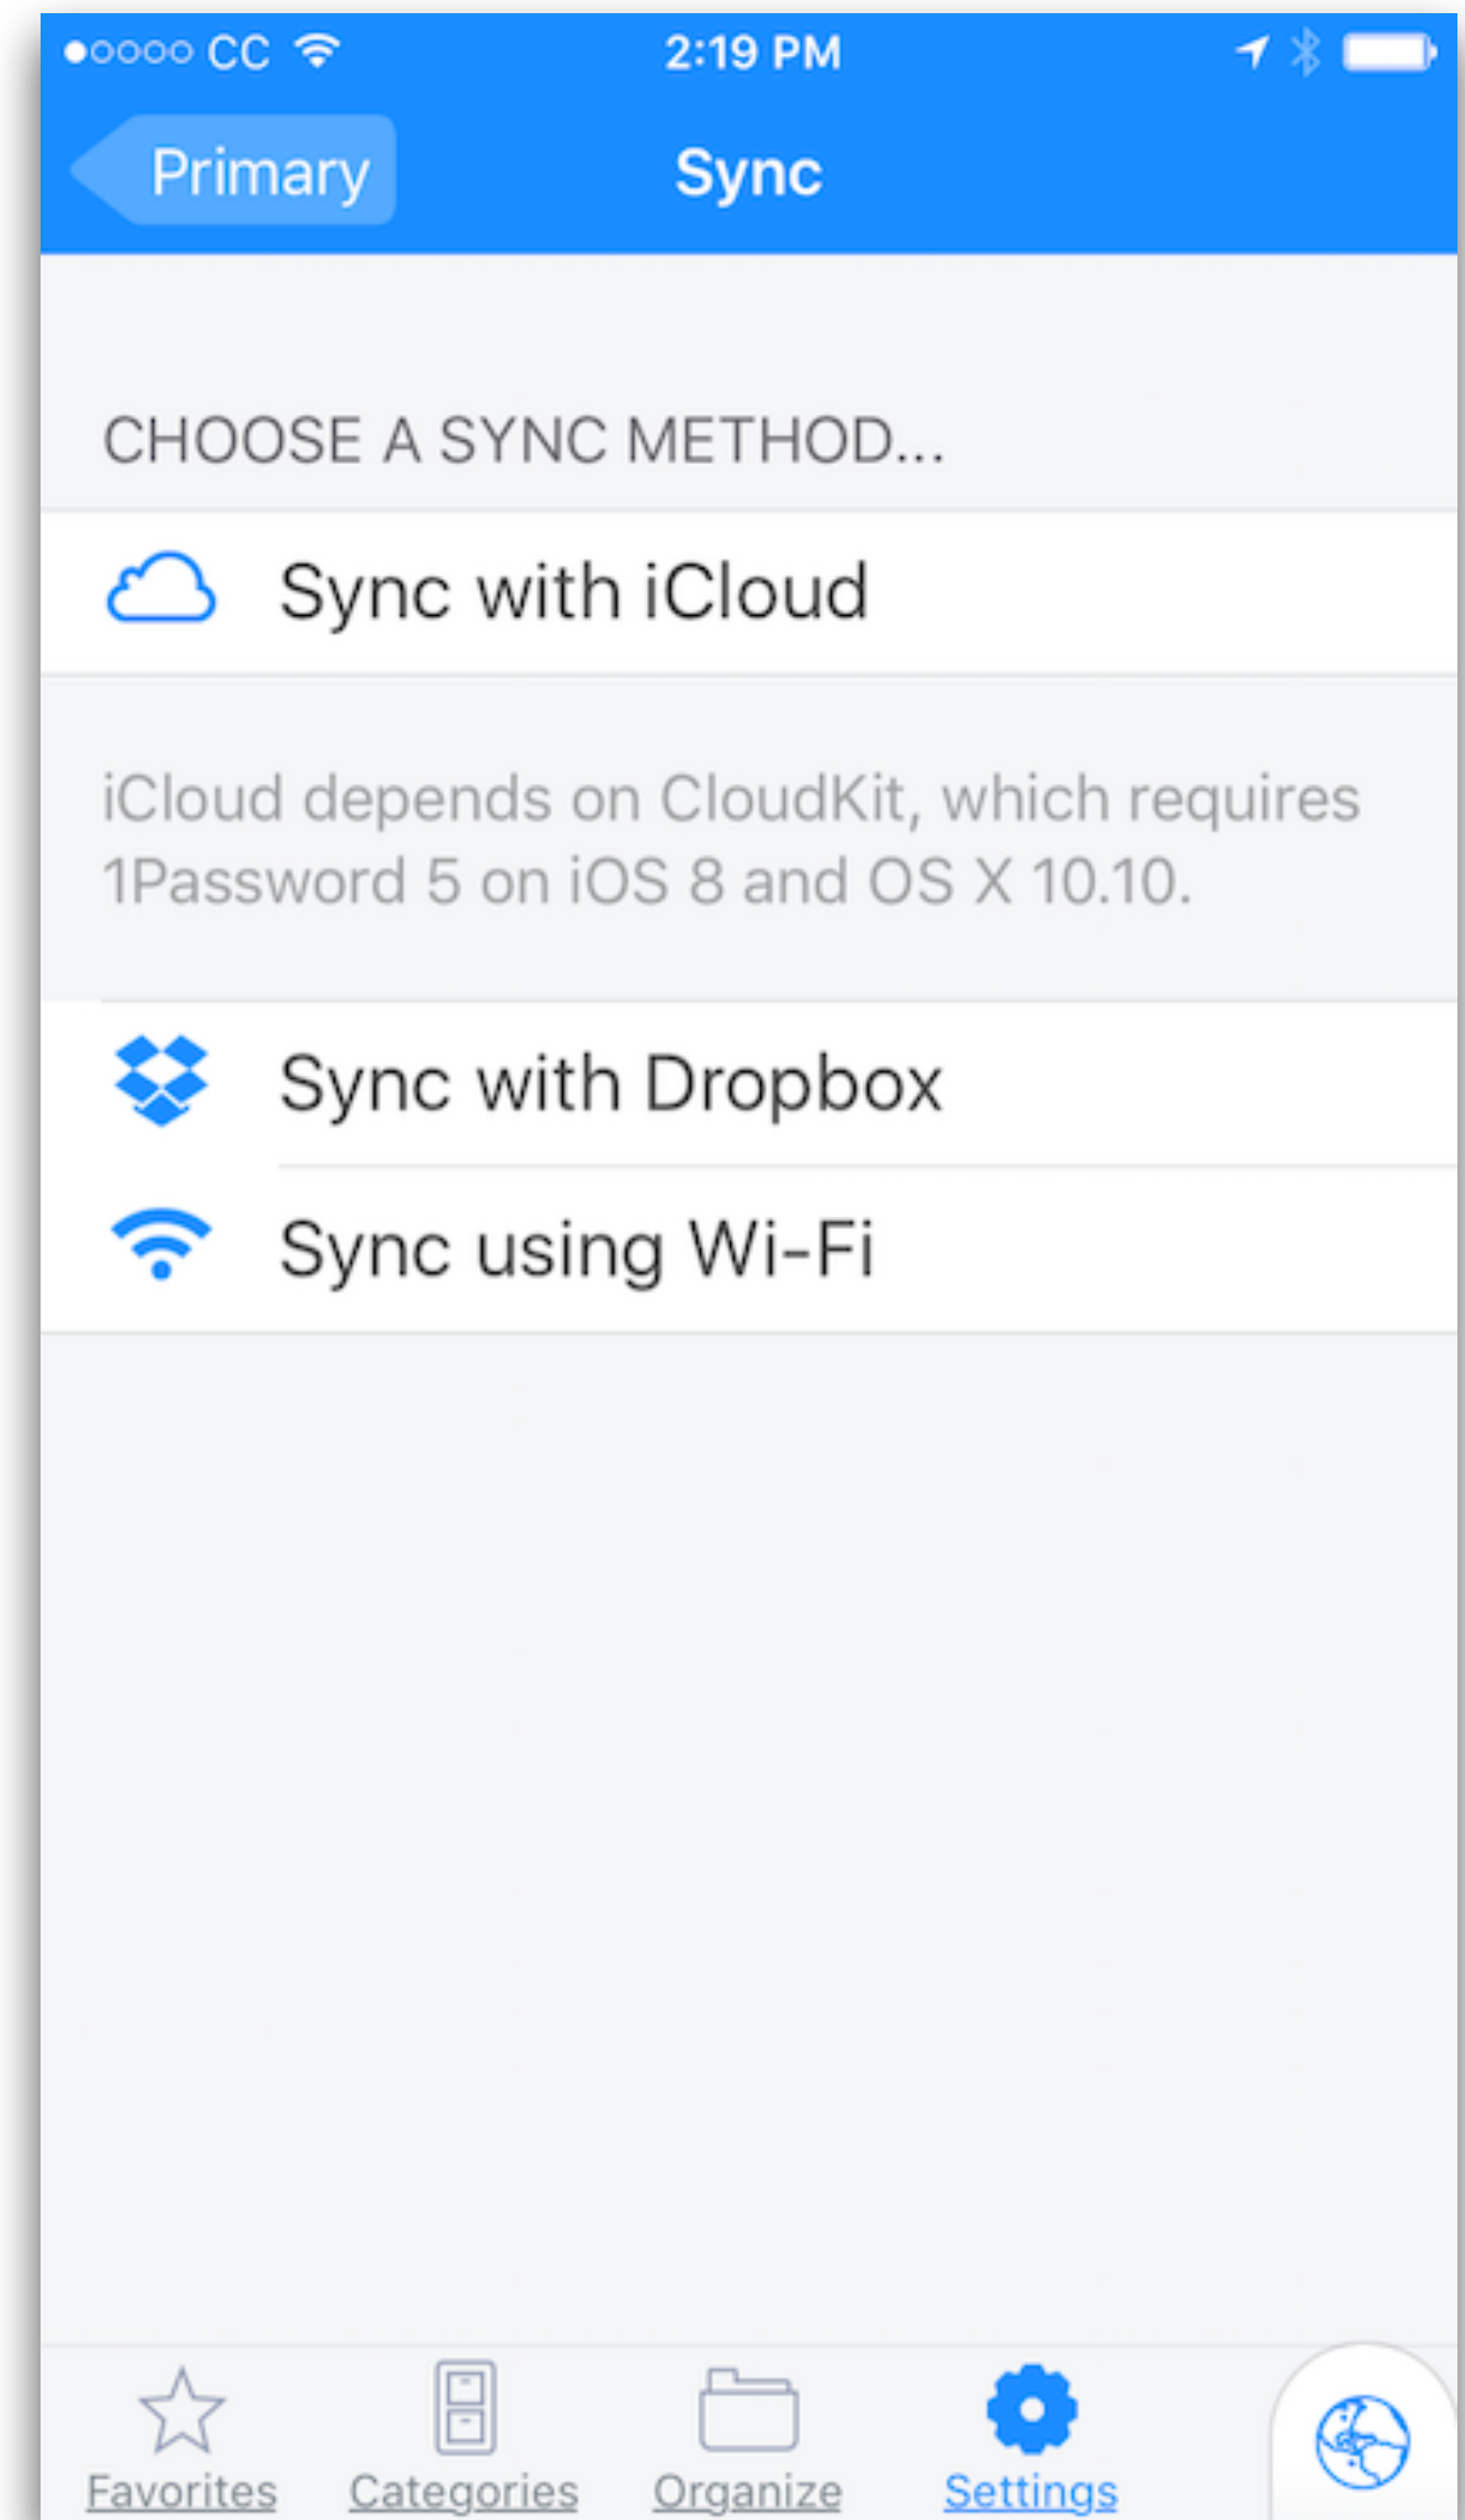 CC 2:19 PM
Primary Sync
CHOOSE A SYNC METHOD...
Sync with iCloud
iCloud depends on CloudKit, which requires
1Password 5 on iOS 8 and OS X 10.10.
Sync with Dropbox
Sync using Wi-Fi
Favorites Categories Organize Settings